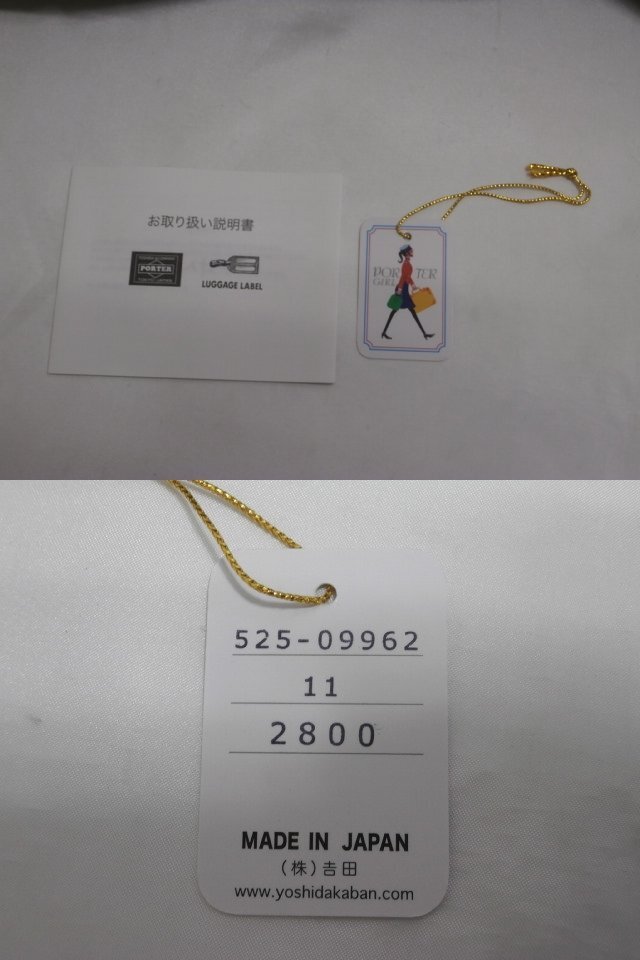 お取り扱い説明書
PORTER
LUGGAGE LABEL
PORTER
GIRL
525-09962
11
2800
MADE IN JAPAN
(株)𠮷田
www.yoshidakaban.com